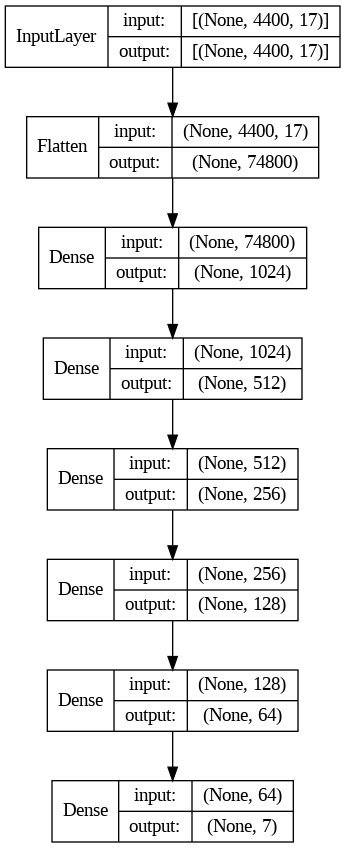 InputLayer
input: [(None, 4400, 17)]
output: [(None, 4400, 17)]
Flatten
input: (None, 4400, 17)
output: (None, 74800)
Dense
input: (None, 74800)
output: (None, 1024)
Dense
input: (None, 1024)
output: (None, 512)
Dense
input: (None, 512)
output: (None, 256)
Dense
input: (None, 256)
output: (None, 128)
Dense
input: (None, 128)
output: (None, 64)
Dense
input: (None, 64)
output: (None, 7)